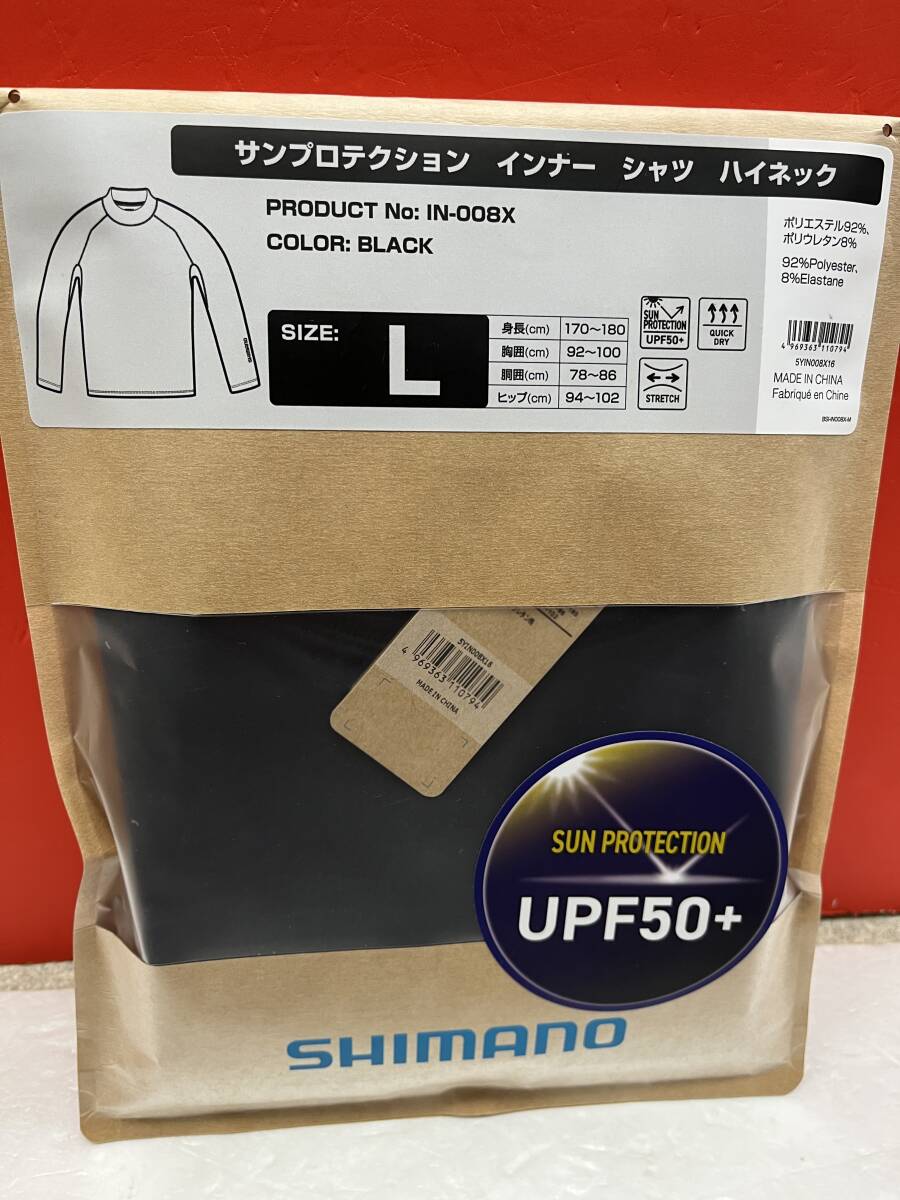 サンプロテクション インナー シャツ ハイネック
PRODUCT No: IN-008X
COLOR: BLACK
SIZE:
L
身長(cm) 170〜180
胸囲(cm) 92〜100
胴囲(cm) 78〜86
ヒップ(cm) 94〜102
SUN
PROTECTION
UPF50+
QUICK
DRY
STRETCH
ポリエステル92%、
ポリウレタン8%
92%Polyester、
8%Elastane
4 969363 110794
5YIN008X16
MADE IN CHINA
Fabriqué en Chine
5YIN008X16
4 969363 110794
MADE IN CHINA
SUN PROTECTION
UPF50+
SHIMANO